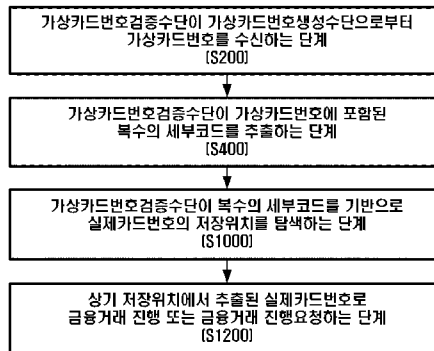 가상카드번호검증수단이 가상카드번호생성수단으로부터
가상카드번호를 수신하는 단계
(S200)
가상카드번호검증수단이 가상카드번호에 포함된
복수의 세부코드를 추출하는 단계
(S400)
가상카드번호검증수단이 복수의 세부코드를 기반으로
실제카드번호의 저장위치를 탐색하는 단계
(S1000)
상기 저장위치에서 추출된 실제카드번호로
금융거래 진행 또는 금융거래 진행요청하는 단계
(S1200)